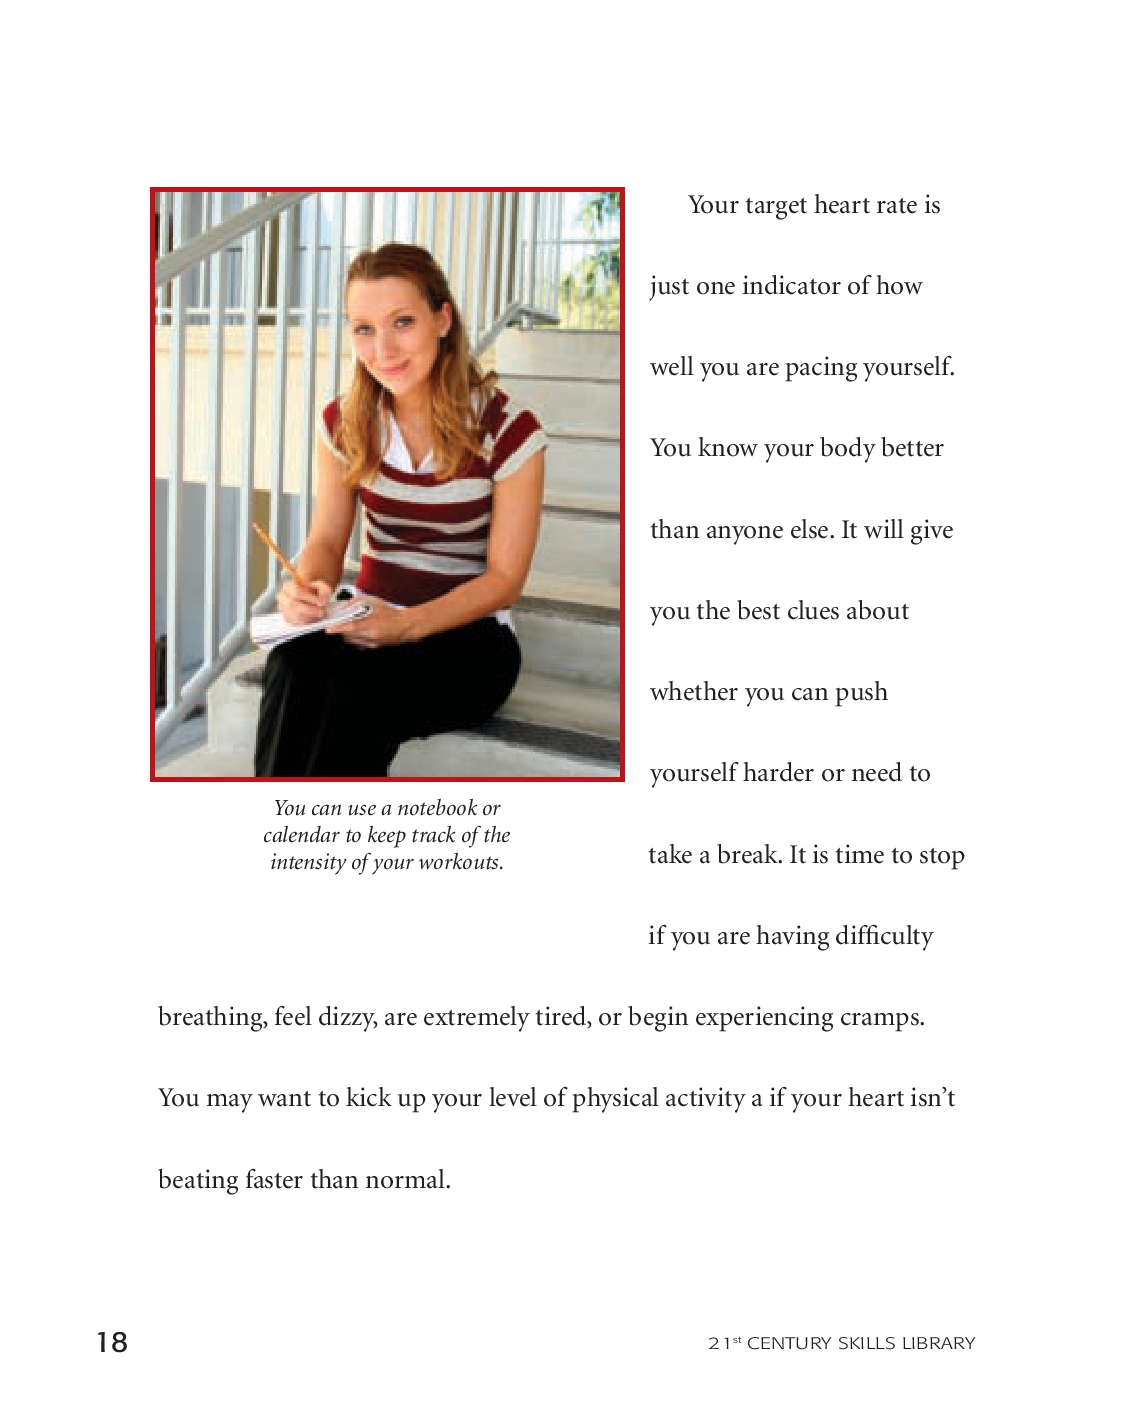 Your target heart rate is
just one indicator of how
well you are pacing yourself.
You know your body better
than anyone else. It will give
you the best clues about
whether you can push
yourself harder or need to
take a break. It is time to stop
if you are having difficulty
breathing, feel dizzy, are extremely tired, or begin experiencing cramps.
You may want to kick up your level of physical activity a if your heart isn’t
beating faster than normal.
You can use a notebook or
calendar to keep track of the
intensity of your workouts.
18
21st CENTURY SKILLS LIBRARY